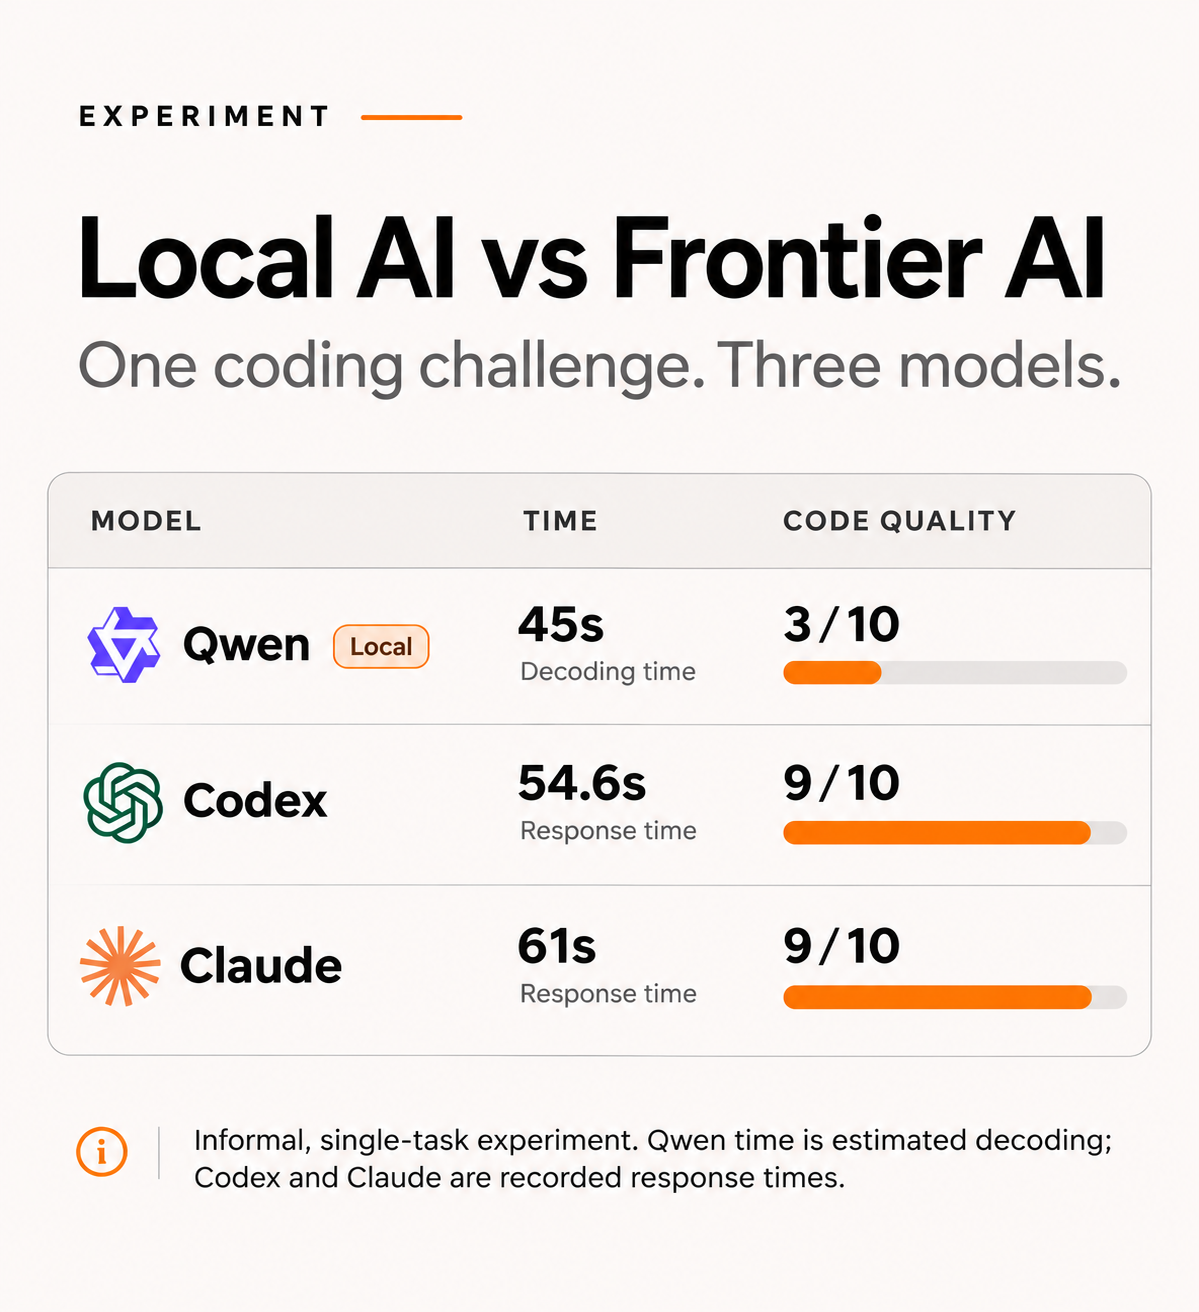 EXPERIMENT
Local AI vs Frontier AI
One coding challenge. Three models.
MODEL TIME CODE QUALITY
Qwen Local 45s 3/10
Decoding time
Codex 54.6s 9/10
Response time
Claude 61s 9/10
Response time
Informal, single-task experiment. Qwen time is estimated decoding;
Codex and Claude are recorded response times.